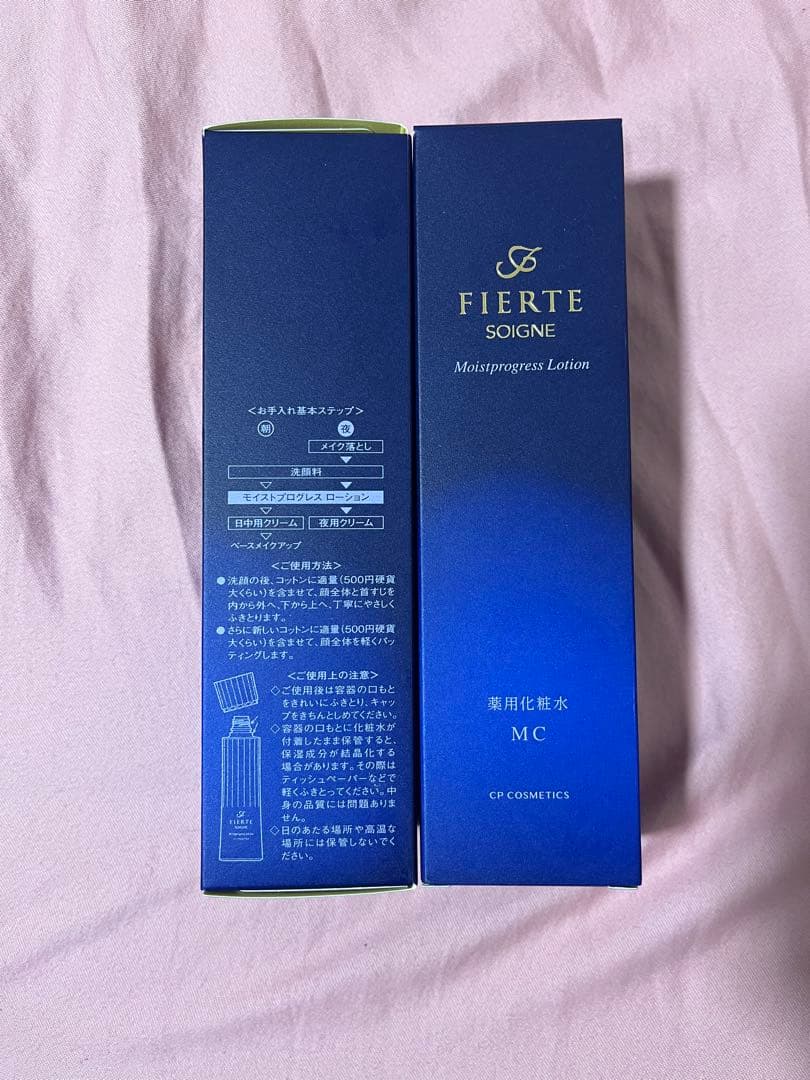 ＜お手入れ基本ステップ＞
朝 夜
メイク落とし
洗顔料
モイストプログレス ローション
日中用クリーム 夜用クリーム
ベースメイクアップ
＜ご使用方法＞
●洗顔の後、コットンに適量(500円硬貨
大くらい)を含ませて、顔全体と首すじを
内から外へ、下から上へ、丁寧にやさしく
ふきとります。
●さらに新しいコットンに適量(500円硬貨
大くらい)を含ませて、顔全体を軽くパッ
ティングします。
＜ご使用上の注意＞
◇ご使用後は容器の口もと
をきれいにふきとり、キャッ
プをきちんとしめてください。
◇容器の口もとに化粧水が
付着したまま保管すると、
保湿成分が結晶化する
場合があります。その際は
ティッシュペーパーなどで
軽くふきとってください。中
身の品質には問題ありま
せん。
◇日のあたる場所や高温な
場所には保管しないでく
ださい。
FIERTE
SOIGNE
FIERTE
SOIGNE
Moistprogress Lotion
薬用化粧水
MC
CP COSMETICS